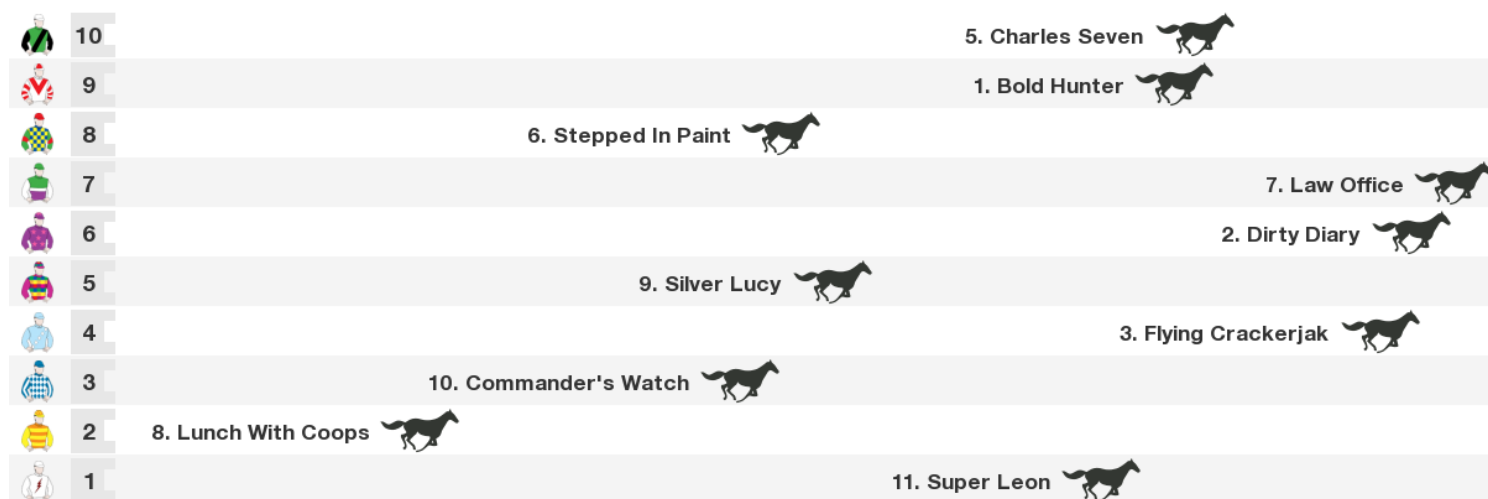 10 5. Charles Seven
9 1. Bold Hunter
8 6. Stepped In Paint
7 7. Law Office
6 2. Dirty Diary
5 9. Silver Lucy
4 3. Flying Crackerjak
3 10. Commander's Watch
2 8. Lunch With Coops
1 11. Super Leon